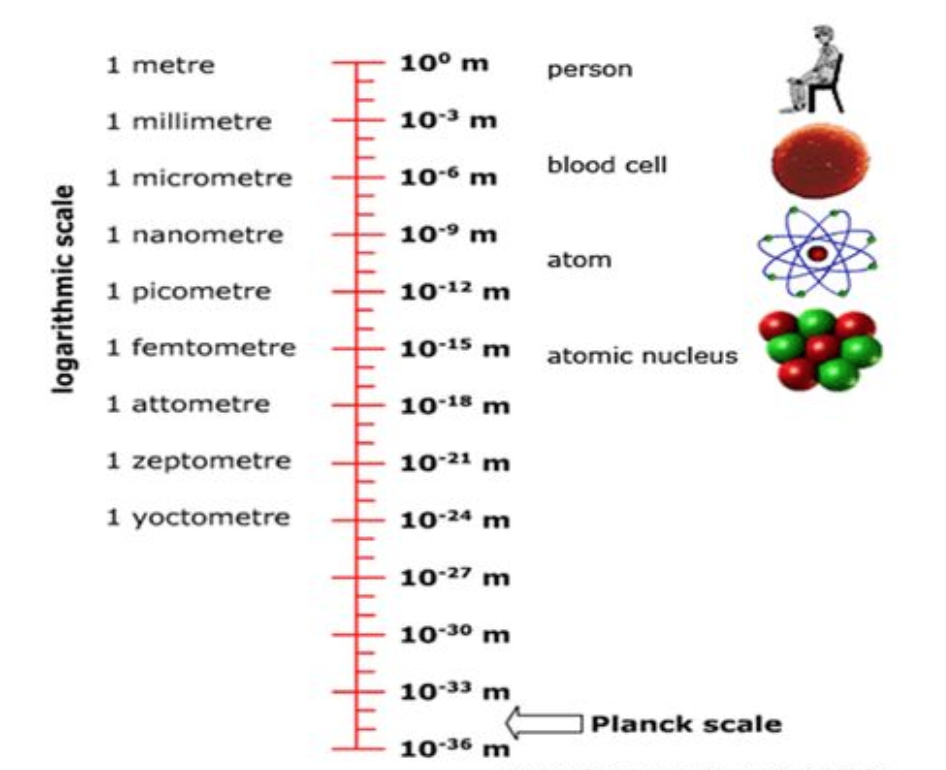 logarithmic scale
1 metre 10⁰ m person
1 millimetre 10⁻³ m
blood cell
1 micrometre 10⁻⁶ m
1 nanometre 10⁻⁹ m
atom
1 picometre 10⁻¹² m
1 femtometre 10⁻¹⁵ m atomic nucleus
1 attometre 10⁻¹⁸ m
1 zeptometre 10⁻²¹ m
1 yoctometre 10⁻²⁴ m
10⁻²⁷ m
10⁻³⁰ m
10⁻³³ m
Planck scale
10⁻³⁶ m